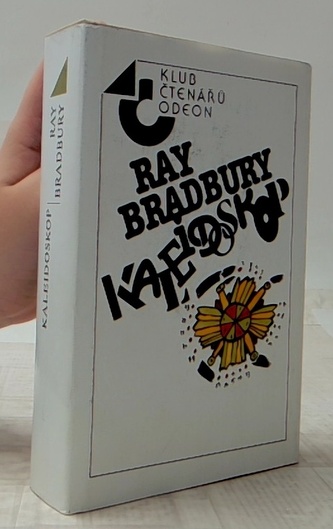 KLUB
ČTENÁŘŮ
ODEON
RAY
BRADBURY
KALEIDOSKOP
RAY
BRADBURY
KALEIDOSKOP